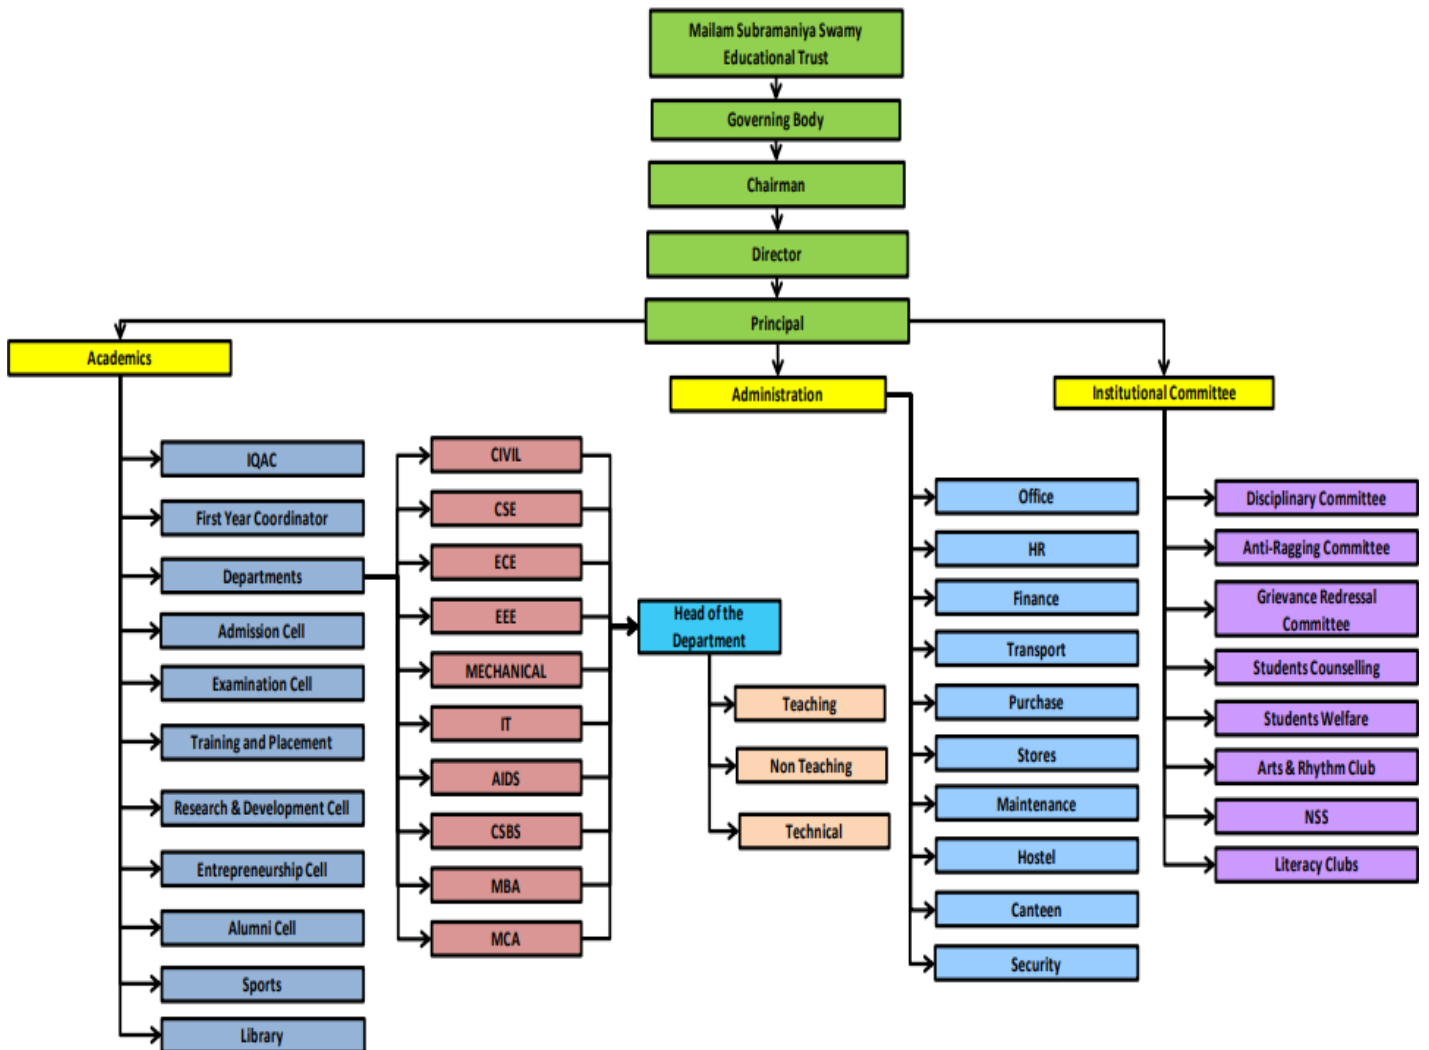 Mailam Subramaniya Swamy
Educational Trust
Governing Body
Chairman
Director
Principal
Academics
Administration
Institutional Committee
IQAC
First Year Coordinator
Departments
Admission Cell
Examination Cell
Training and Placement
Research & Development Cell
Entrepreneurship Cell
Alumni Cell
Sports
Library
CIVIL
CSE
ECE
EEE
MECHANICAL
IT
AIDS
CSBS
MBA
MCA
Head of the
Department
Teaching
Non Teaching
Technical
Office
HR
Finance
Transport
Purchase
Stores
Maintenance
Hostel
Canteen
Security
Disciplinary Committee
Anti-Ragging Committee
Grievance Redressal
Committee
Students Counselling
Students Welfare
Arts & Rhythm Club
NSS
Literacy Clubs